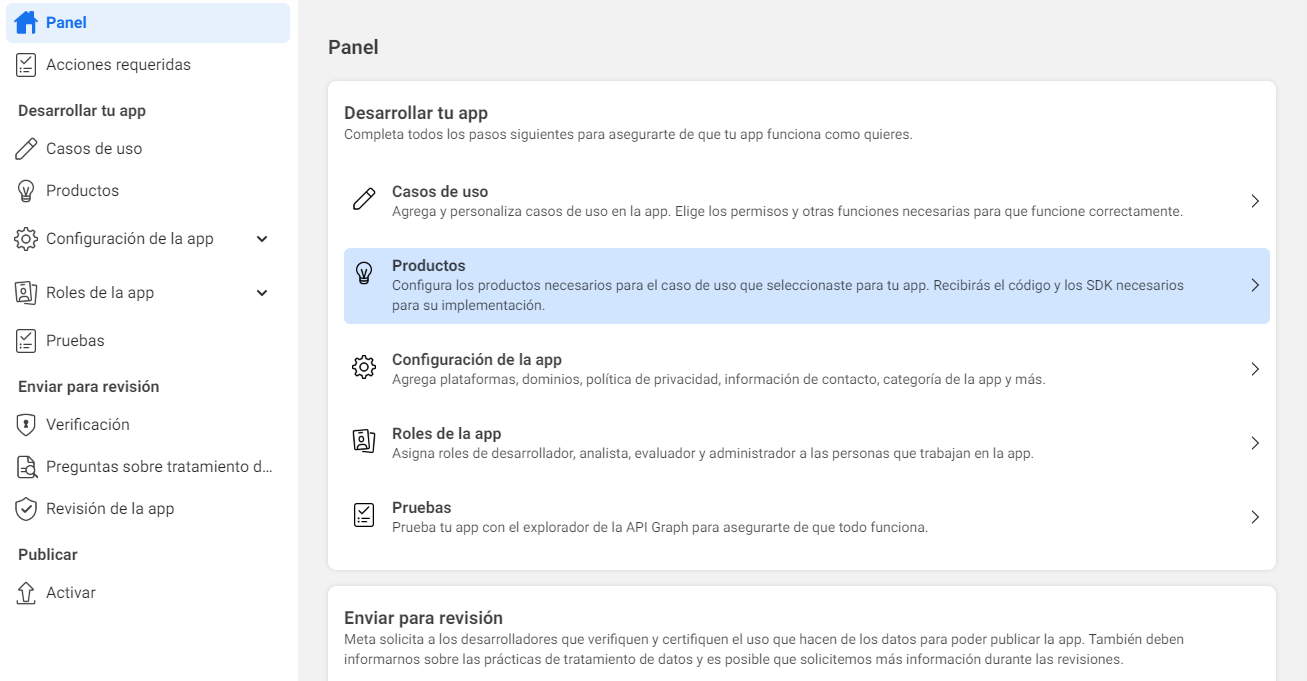 Panel
Acciones requeridas
Desarrollar tu app
Casos de uso
Productos
Configuración de la app
Roles de la app
Pruebas
Enviar para revisión
Verificación
Preguntas sobre tratamiento d...
Revisión de la app
Publicar
Activar
Panel
Desarrollar tu app
Completa todos los pasos siguientes para asegurarte de que tu app funciona como quieres.
Casos de uso
Agrega y personaliza casos de uso en la app. Elige los permisos y otras funciones necesarias para que funcione correctamente.
Productos
Configura los productos necesarios para el caso de uso que seleccionaste para tu app. Recibirás el código y los SDK necesarios
para su implementación.
Configuración de la app
Agrega plataformas, dominios, política de privacidad, información de contacto, categoría de la app y más.
Roles de la app
Asigna roles de desarrollador, analista, evaluador y administrador a las personas que trabajan en la app.
Pruebas
Prueba tu app con el explorador de la API Graph para asegurarte de que todo funciona.
Enviar para revisión
Meta solicita a los desarrolladores que verifiquen y certifiquen el uso que hacen de los datos para poder publicar la app. También deben
informarnos sobre las prácticas de tratamiento de datos y es posible que solicitemos más información durante las revisiones.